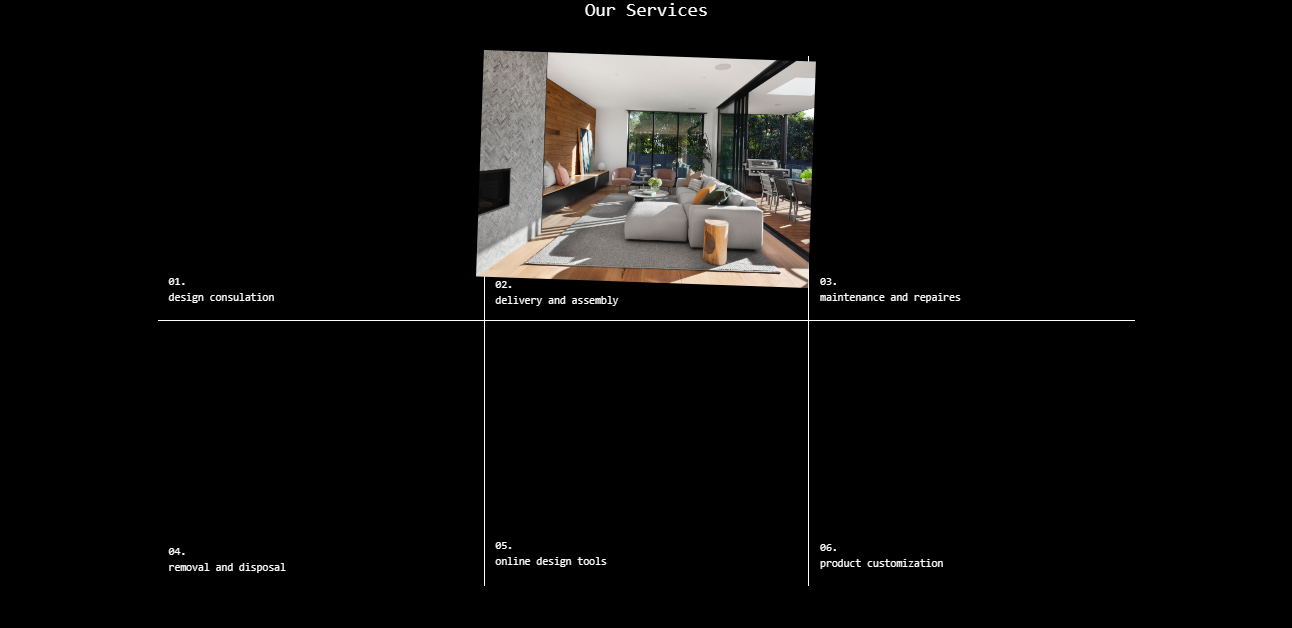 Our Services
01.
design consulation
02.
delivery and assembly
03.
maintenance and repaires
04.
removal and disposal
05.
online design tools
06.
product customization